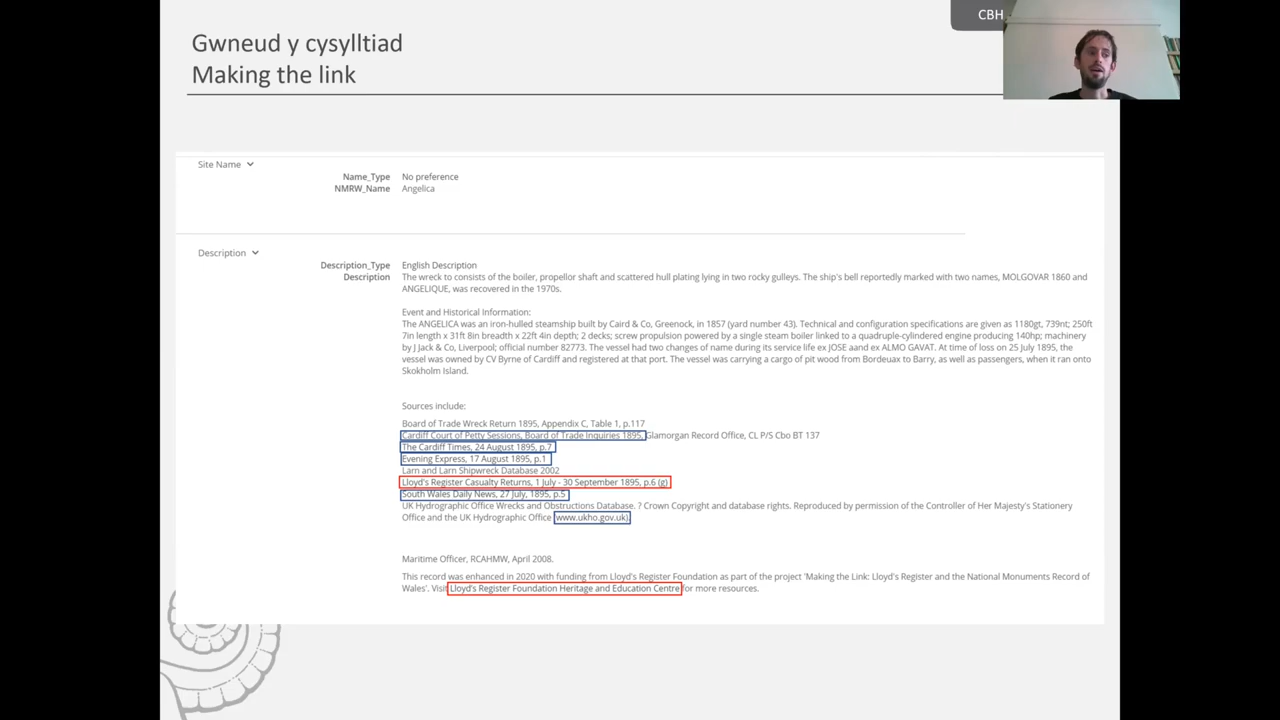 CBH
Gwneud y cysylltiad
Making the link
Site Name
Name_Type No preference
NMRW_Name Angelica
Description
Description_Type English Description
Description The wreck to consists of the boiler, propellor shaft and scattered hull plating lying in two rocky gulleys. The ship's bell reportedly marked with two names, MOLGOVAR 1860 and
ANGELIQUE, was recovered in the 1970s.
Event and Historical Information:
The ANGELICA was an iron-hulled steamship built by Caird & Co, Greenock, in 1857 (yard number 43). Technical and configuration specifications are given as 1180gt, 739nt; 250ft
7in length x 31ft 8in breadth x 22ft 4in depth; 2 decks; screw propulsion powered by a single steam boiler linked to a quadruple-cylindered engine producing 140hp; machinery
by J Jack & Co, Liverpool; official number 82773. The vessel had two changes of name during its service life ex JOSE aand ex ALMO GAVAT. At time of loss on 25 July 1895, the
vessel was owned by CV Byrne of Cardiff and registered at that port. The vessel was carrying a cargo of pit wood from Bordeuax to Barry, as well as passengers, when it ran onto
Skokholm Island.
Sources include:
Board of Trade Wreck Return 1895, Appendix C, Table 1, p.117
Cardiff Court of Petty Sessions, Board of Trade Inquiries 1895, Glamorgan Record Office, CL P/S Cbo BT 137
The Cardiff Times, 24 August 1895, p.7
Evening Express, 17 August 1895, p.1
Larn and Larn Shipwreck Database 2002
Lloyd's Register Casualty Returns, 1 July - 30 September 1895, p.6 (g)
South Wales Daily News, 27 July, 1895, p.5
UK Hydrographic Office Wrecks and Obstructions Database. ? Crown Copyright and database rights. Reproduced by permission of the Controller of Her Majesty's Stationery
Office and the UK Hydrographic Office (www.ukho.gov.uk).
Maritime Officer, RCAHMW, April 2008.
This record was enhanced in 2020 with funding from Lloyd's Register Foundation as part of the project 'Making the Link: Lloyd's Register and the National Monuments Record of
Wales'. Visit Lloyd's Register Foundation Heritage and Education Centre for more resources.